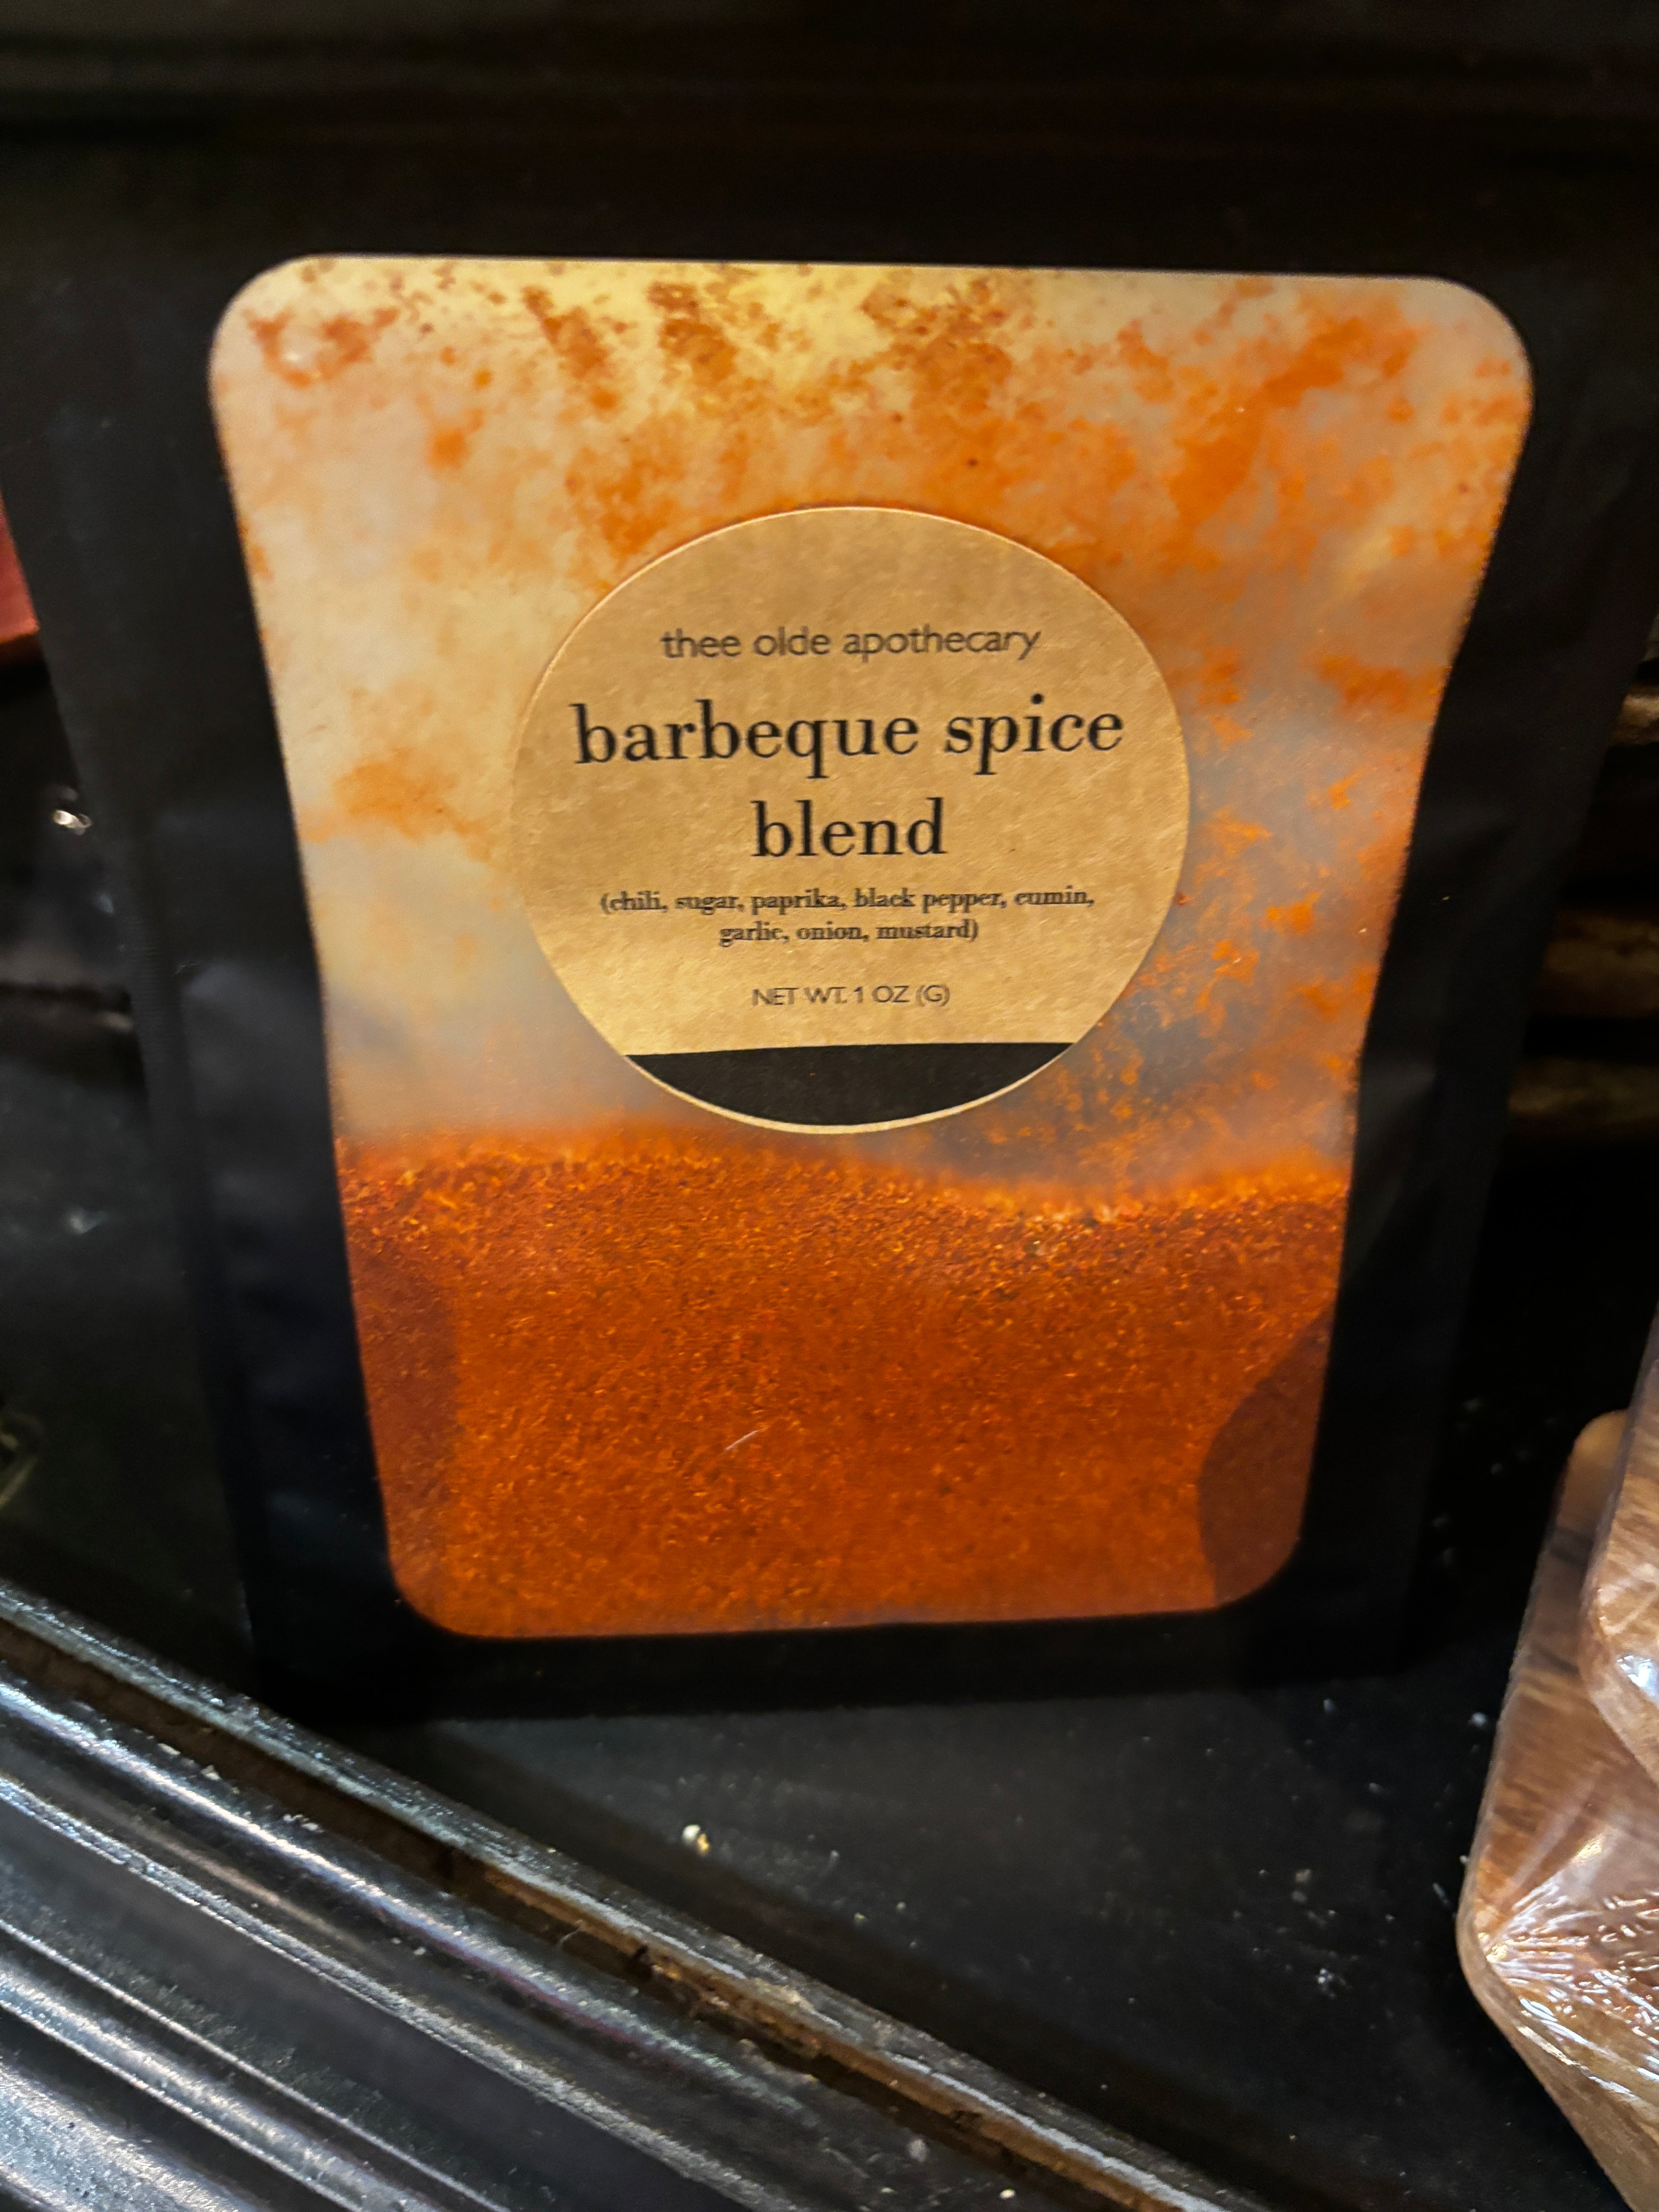 thee olde apothecary
barbeque spice
blend
(chili, sugar, paprika, black pepper, cumin,
garlic, onion, mustard)
NET WT. 1 OZ (G)